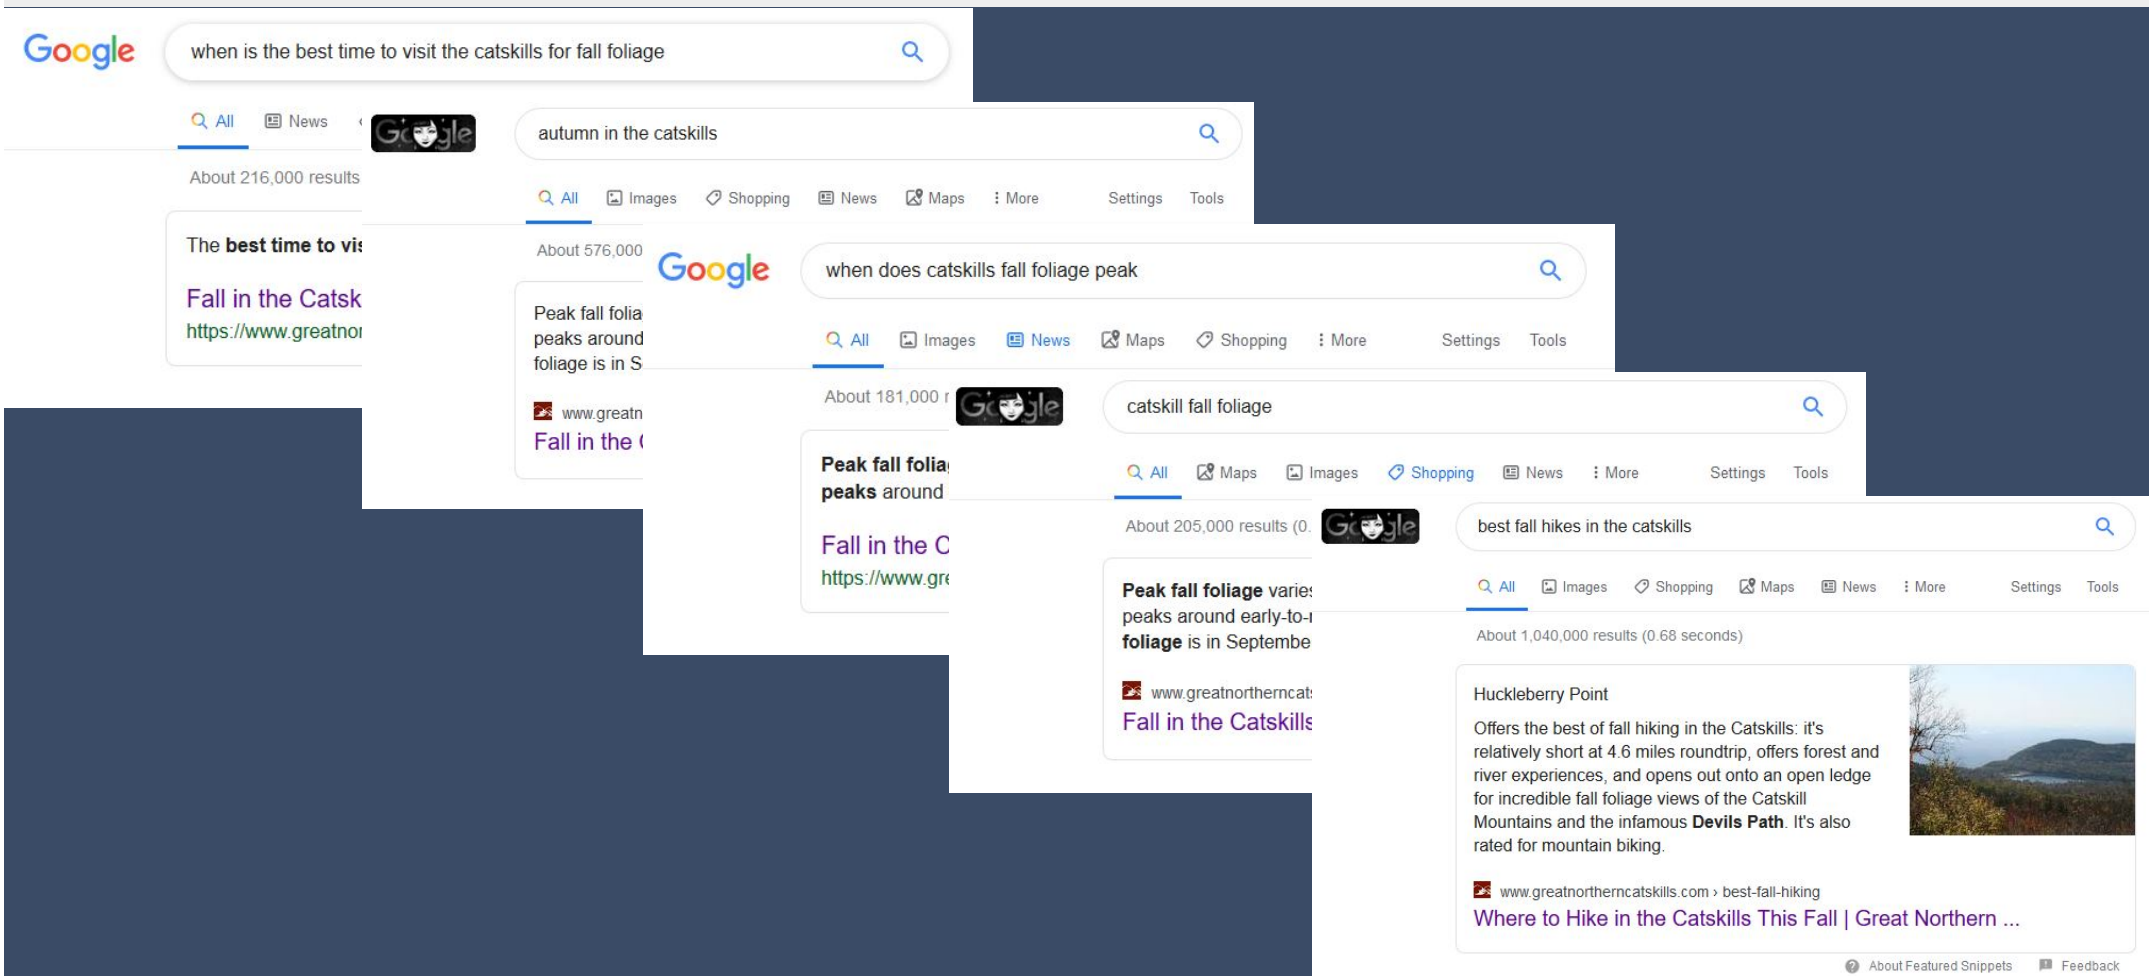 Google
when is the best time to visit the catskills for fall foliage
All News
About 216,000 results
The best time to vis
Fall in the Catsk
https://www.greatnor
Google
autumn in the catskills
All Images Shopping News Maps More Settings Tools
About 576,000
Peak fall folia
peaks around
foliage is in S
www.greatn
Fall in the
Google
when does catskills fall foliage peak
All Images News Maps Shopping More Settings Tools
About 181,000 r
Peak fall foliag
peaks around
Fall in the C
https://www.gre
Google
catskill fall foliage
All Maps Images Shopping News More Settings Tools
About 205,000 results (0.
Peak fall foliage varies
peaks around early-to-
foliage is in Septembe
www.greatnortherncats
Fall in the Catskills
Google
best fall hikes in the catskills
All Images Shopping Maps News More Settings Tools
About 1,040,000 results (0.68 seconds)
Huckleberry Point
Offers the best of fall hiking in the Catskills: it's
relatively short at 4.6 miles roundtrip, offers forest and
river experiences, and opens out onto an open ledge
for incredible fall foliage views of the Catskill
Mountains and the infamous Devils Path. It's also
rated for mountain biking.
www.greatnortherncatskills.com › best-fall-hiking
Where to Hike in the Catskills This Fall | Great Northern ...
About Featured Snippets Feedback